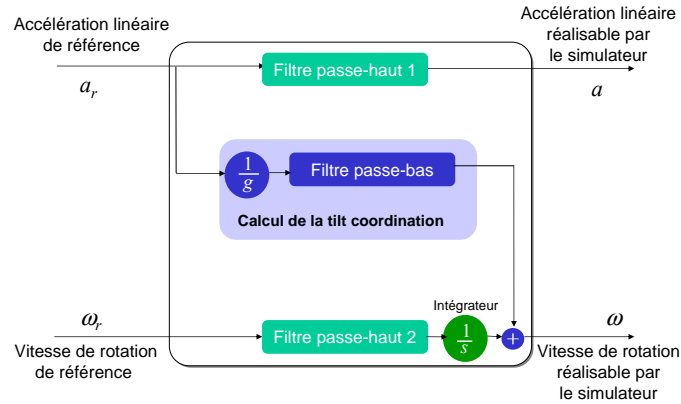 Accélération linéaire
de référence
a_r
Filtre passe-haut 1
Accélération linéaire
réalisable par
le simulateur
a
1/g
Filtre passe-bas
Calcul de la tilt coordination
ω_r
Vitesse de rotation
de référence
Filtre passe-haut 2
Intégrateur
1/s
+
ω
Vitesse de rotation
réalisable par
le simulateur